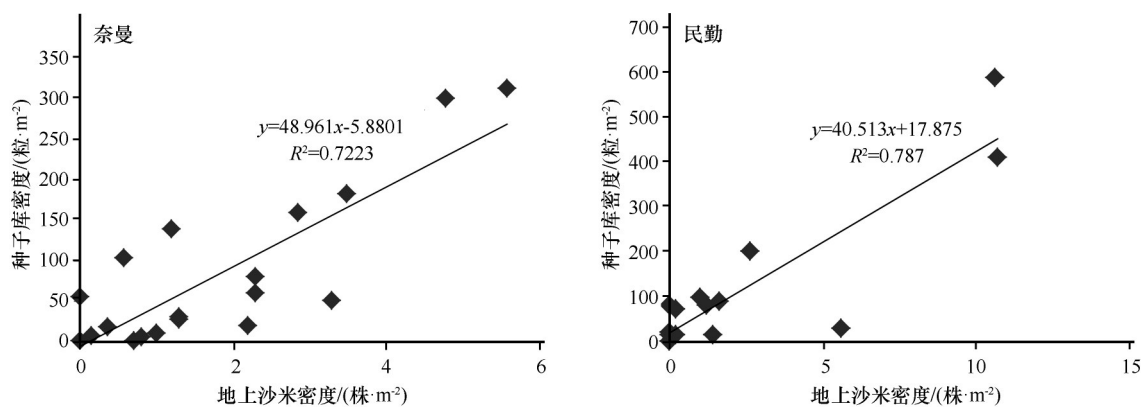 奈曼
350
300
250
200
150
100
50
0
种子库密度/(粒·m⁻²)
y=48.961x-5.8801
R²=0.7223
0
2
4
6
地上沙米密度/(株·m⁻²)
民勤
700
600
500
400
300
200
100
0
种子库密度/(粒·m⁻²)
y=40.513x+17.875
R²=0.787
0
5
10
15
地上沙米密度/(株·m⁻²)